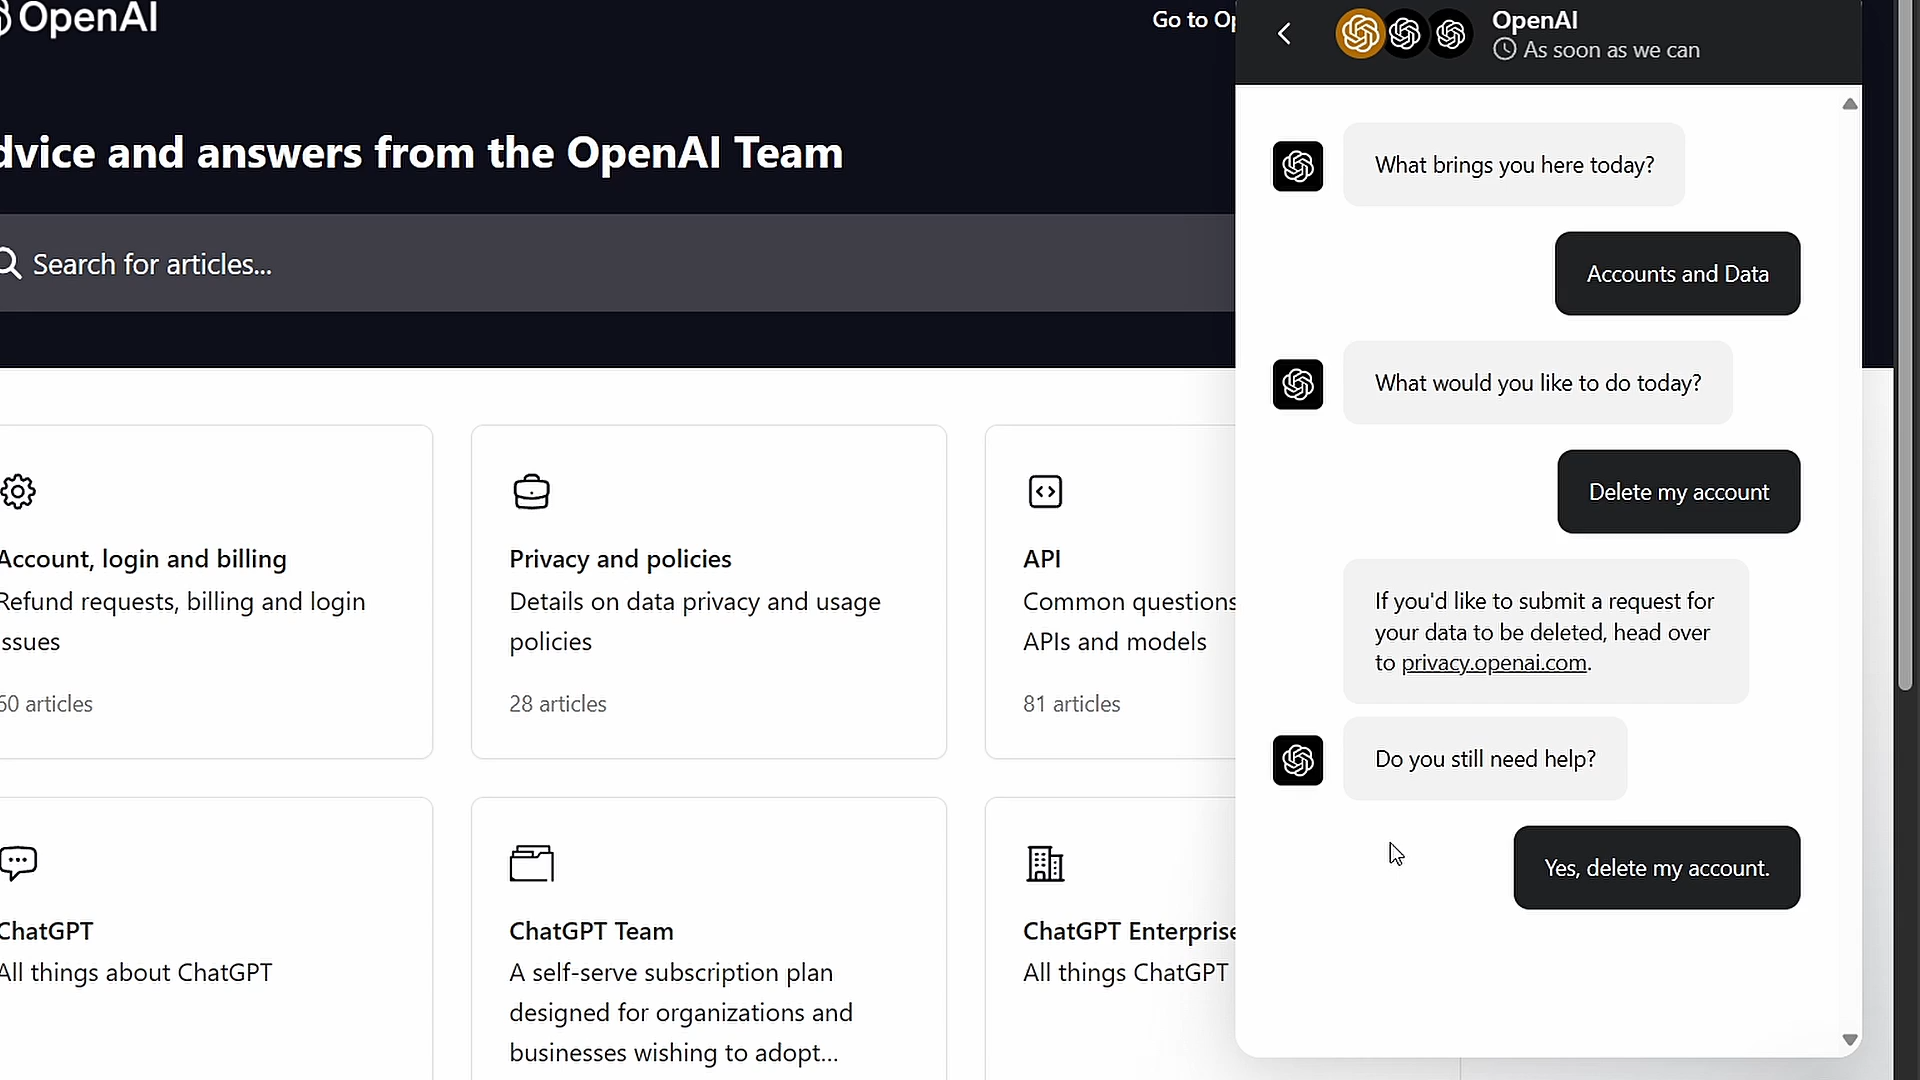 OpenAI
Go to
dvice and answers from the OpenAI Team
Search for articles...
Account, login and billing
Refund requests, billing and login
ssues
60 articles
Privacy and policies
Details on data privacy and usage
policies
28 articles
API
Common questions
APIs and models
81 articles
ChatGPT
All things about ChatGPT
ChatGPT Team
A self-serve subscription plan
designed for organizations and
businesses wishing to adopt...
ChatGPT Enterprise
All things ChatGPT
OpenAI
As soon as we can
What brings you here today?
Accounts and Data
What would you like to do today?
Delete my account
If you'd like to submit a request for
your data to be deleted, head over
to privacy.openai.com.
Do you still need help?
Yes, delete my account.